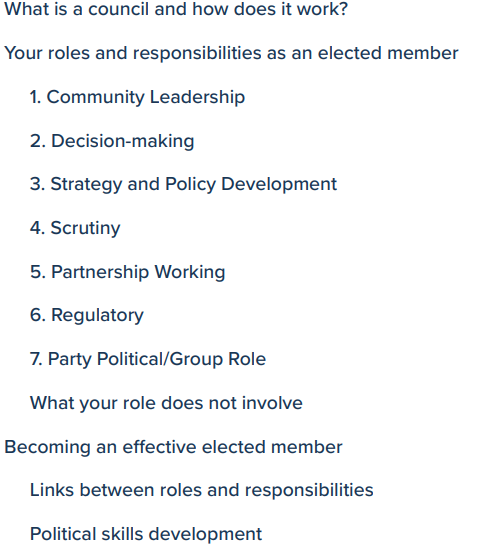 What is a council and how does it work?
Your roles and responsibilities as an elected member
1. Community Leadership
2. Decision-making
3. Strategy and Policy Development
4. Scrutiny
5. Partnership Working
6. Regulatory
7. Party Political/Group Role
What your role does not involve
Becoming an effective elected member
Links between roles and responsibilities
Political skills development